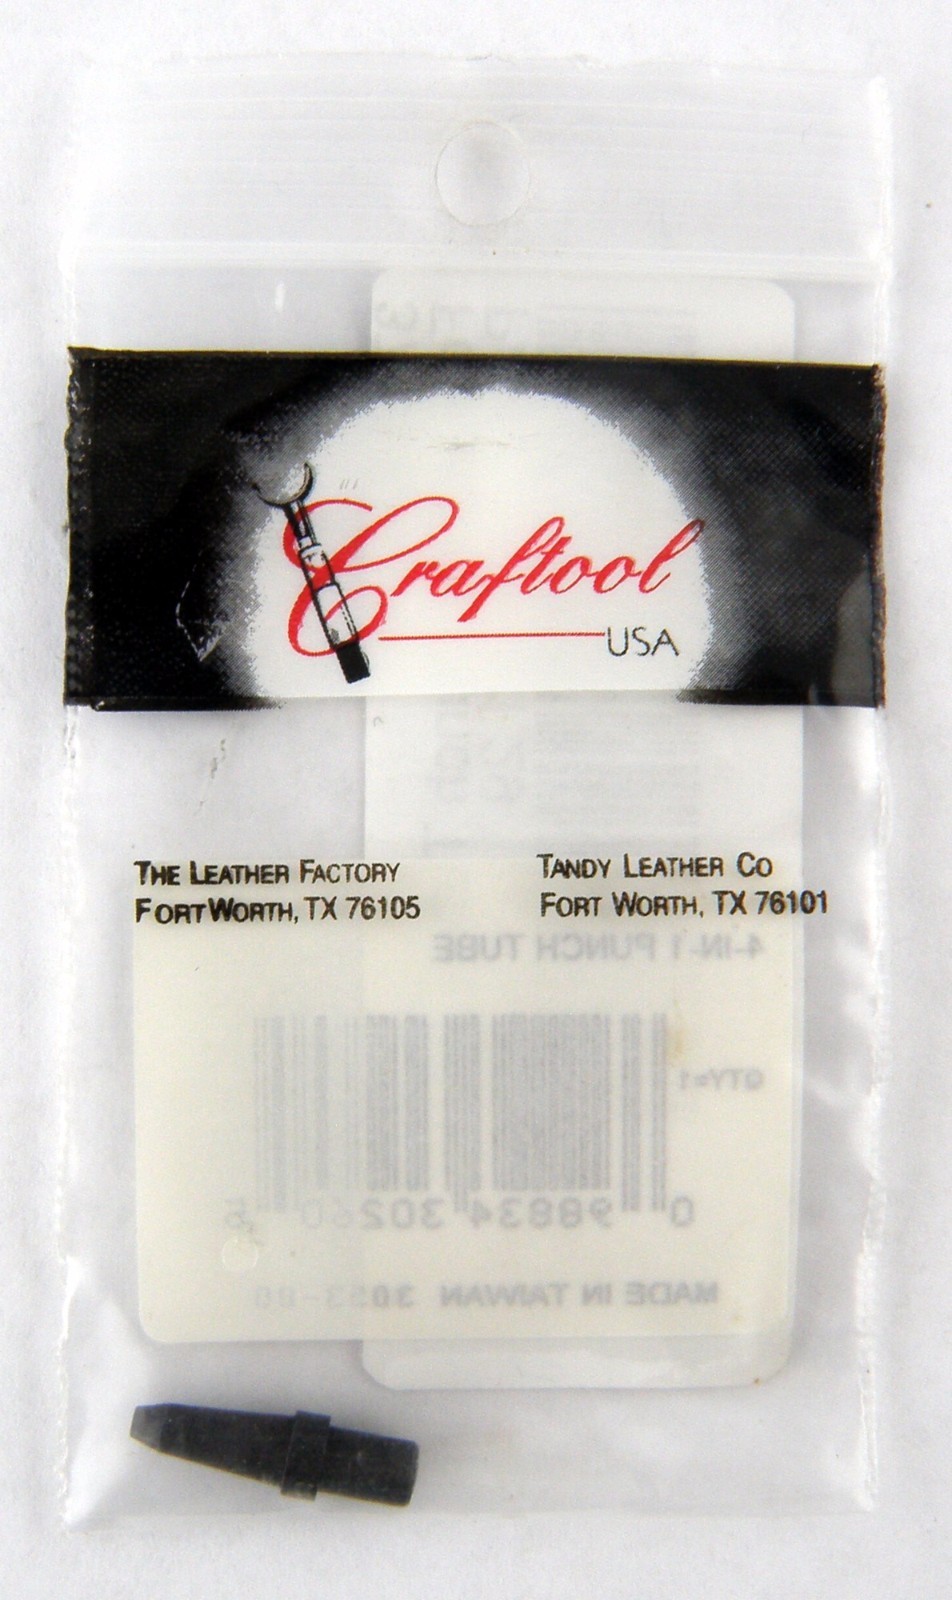 Craftool
USA
THE LEATHER FACTORY
FORT WORTH, TX 76105
TANDY LEATHER CO
FORT WORTH, TX 76101
4-IN-1 PUNCH TUBE
QTY=1
0 98834 30260
MADE IN TAIWAN